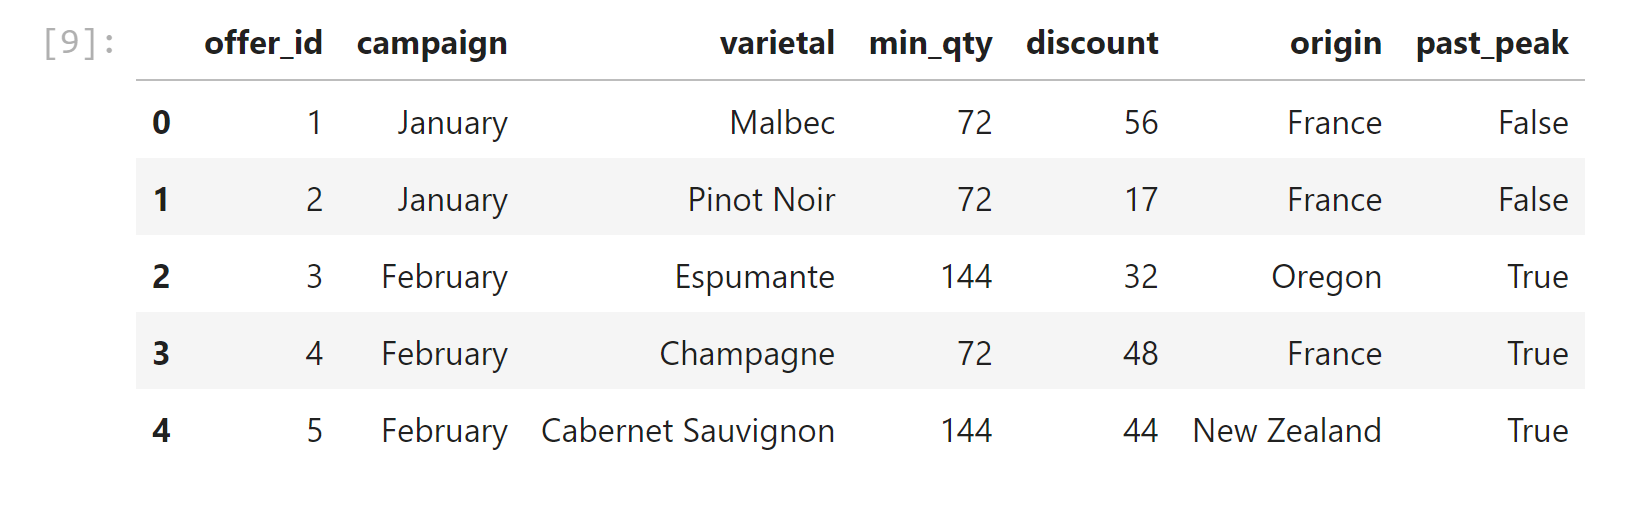 [9]: offer_id campaign varietal min_qty discount origin past_peak
0 1 January Malbec 72 56 France False
1 2 January Pinot Noir 72 17 France False
2 3 February Espumante 144 32 Oregon True
3 4 February Champagne 72 48 France True
4 5 February Cabernet Sauvignon 144 44 New Zealand True